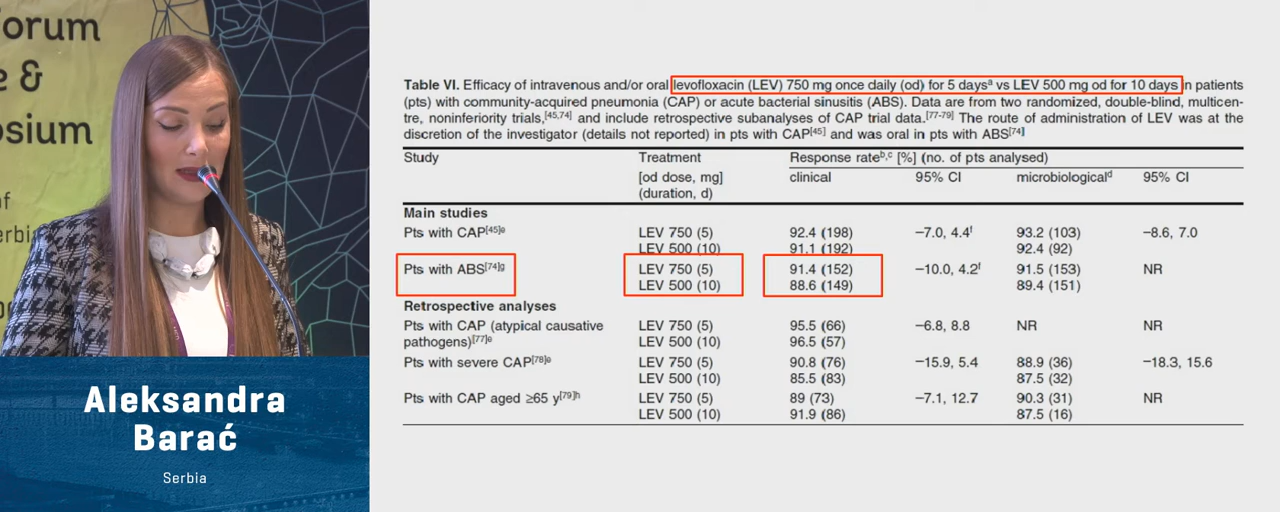 orum
e &
osium
of
erbi
Aleksandra
Barać
Serbia
Table VI. Efficacy of intravenous and/or oral levofloxacin (LEV) 750 mg once daily (od) for 5 daysᵃ vs LEV 500 mg od for 10 days in patients
(pts) with community-acquired pneumonia (CAP) or acute bacterial sinusitis (ABS). Data are from two randomized, double-blind, multicen-
tre, noninferiority trials,[45,74] and include retrospective subanalyses of CAP trial data.[77-79] The route of administration of LEV was at the
discretion of the investigator (details not reported) in pts with CAP[45] and was oral in pts with ABS[74]
Study Treatment Response rateᵇ,ᶜ [%] (no. of pts analysed)
[od dose, mg] clinical 95% CI microbiologicalᵈ 95% CI
(duration, d)
Main studies
Pts with CAP[45]e LEV 750 (5) 92.4 (198) −7.0, 4.4f 93.2 (103) −8.6, 7.0
LEV 500 (10) 91.1 (192) 92.4 (92)
Pts with ABS[74]g LEV 750 (5) 91.4 (152) −10.0, 4.2f 91.5 (153) NR
LEV 500 (10) 88.6 (149) 89.4 (151)
Retrospective analyses
Pts with CAP (atypical causative LEV 750 (5) 95.5 (66) −6.8, 8.8 NR NR
pathogens)[77]e LEV 500 (10) 96.5 (57)
Pts with severe CAP[78]e LEV 750 (5) 90.8 (76) −15.9, 5.4 88.9 (36) −18.3, 15.6
LEV 500 (10) 85.5 (83) 87.5 (32)
Pts with CAP aged ≥65 y[79]h LEV 750 (5) 89 (73) −7.1, 12.7 90.3 (31) NR
LEV 500 (10) 91.9 (86) 87.5 (16)